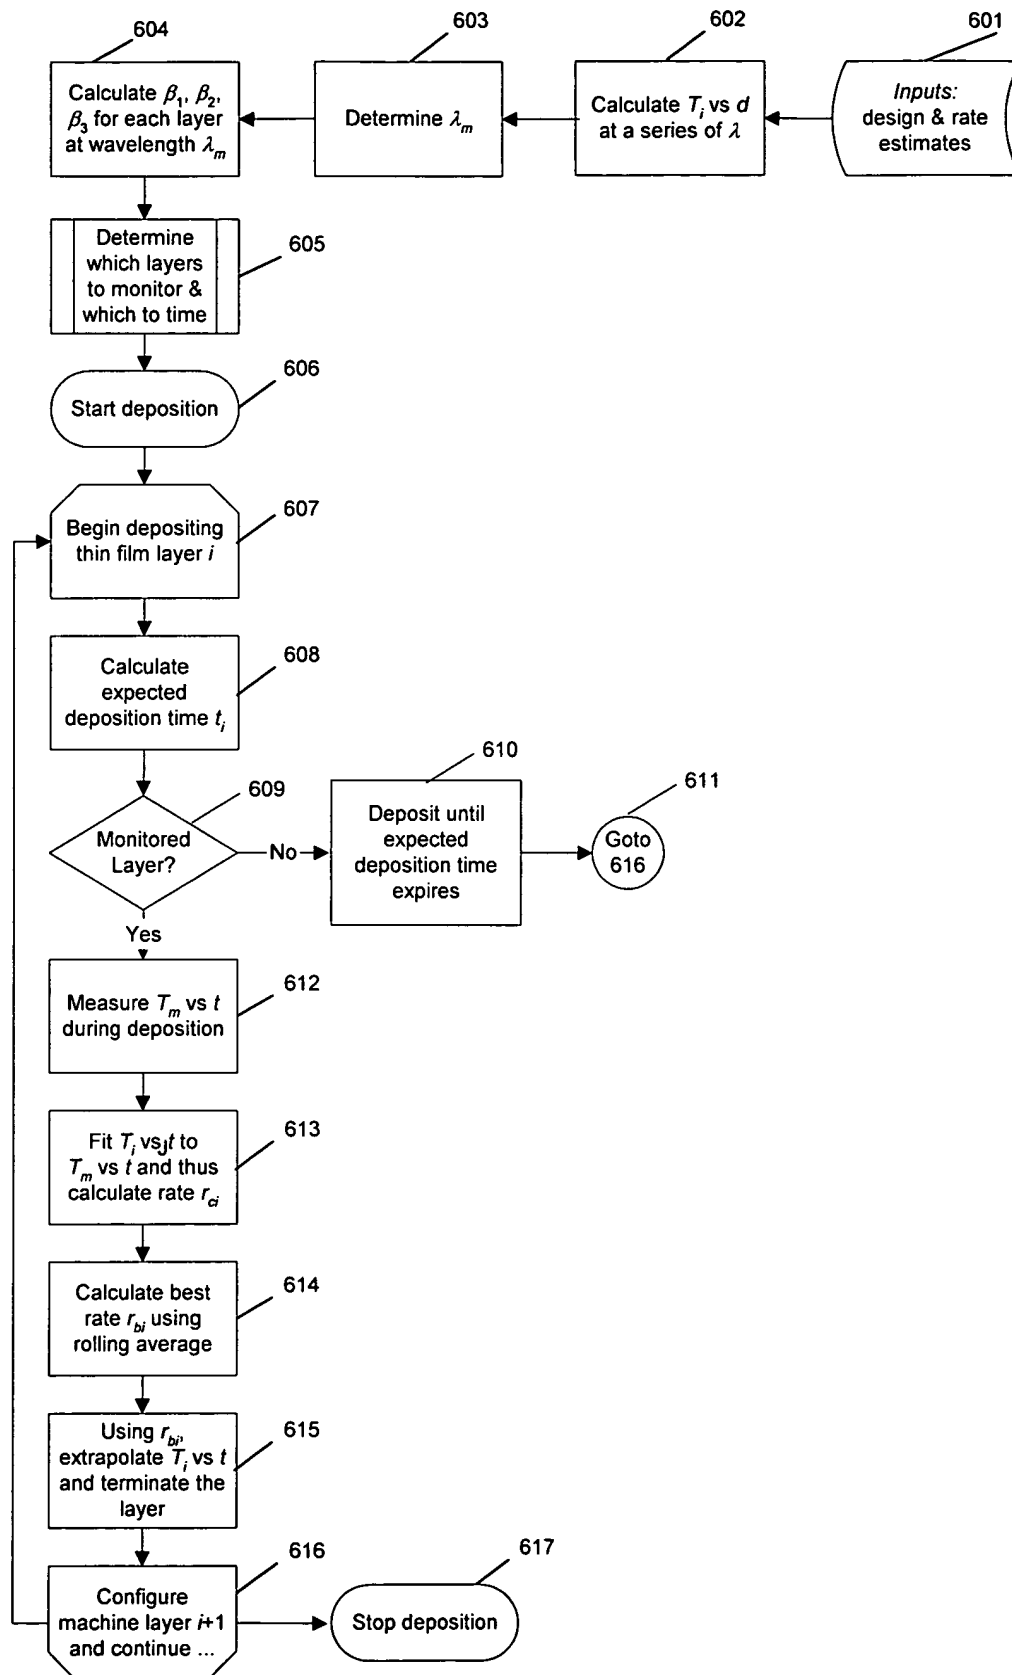 604
603
602
601
Calculate β1, β2,
β3 for each layer
at wavelength λm
Determine λm
Calculate Ti vs d
at a series of λ
Inputs:
design & rate
estimates
Determine
which layers
to monitor &
which to time
605
606
Start deposition
607
Begin depositing
thin film layer i
608
Calculate
expected
deposition time ti
609
Monitored
Layer?
No
610
Deposit until
expected
deposition time
expires
611
Goto
616
Yes
612
Measure Tm vs t
during deposition
613
Fit Ti vs t to
Tm vs t and thus
calculate rate rci
614
Calculate best
rate rbi using
rolling average
615
Using rbi,
extrapolate Ti vs t
and terminate the
layer
616
617
Configure
machine layer i+1
and continue ...
Stop deposition